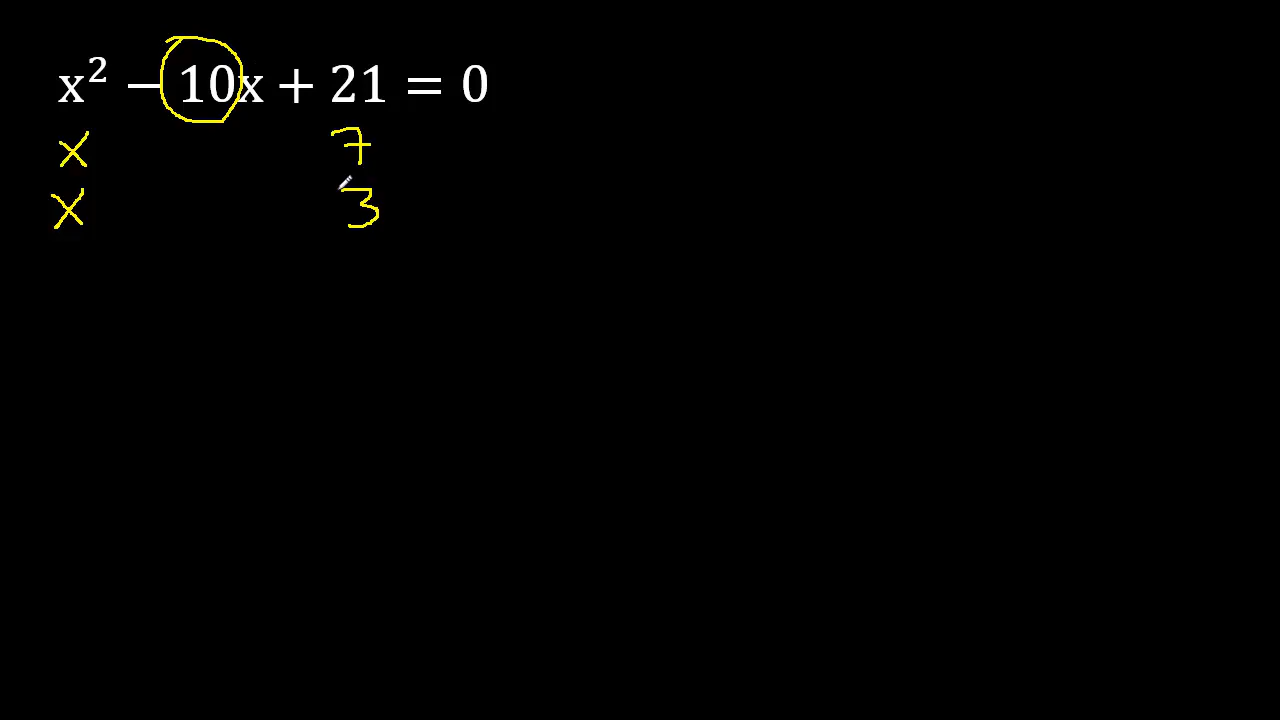 x² − 10x + 21 = 0
x 7
x 3